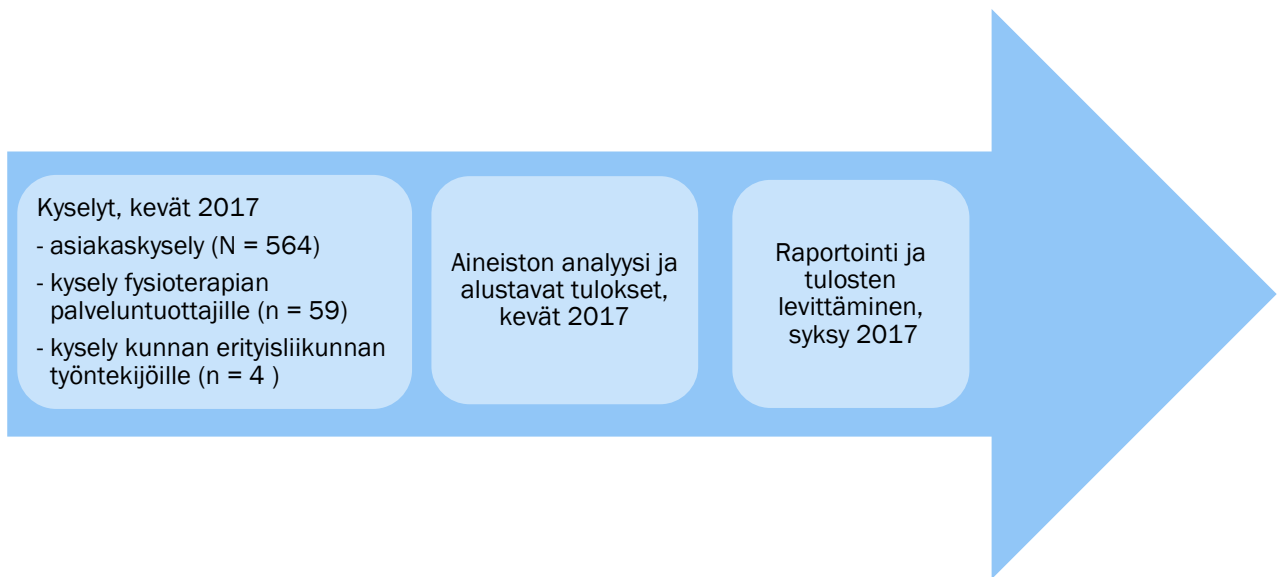 Kyselyt, kevät 2017
- asiakaskysely (N = 564)
- kysely fysioterapian
palveluntuottajille (n = 59)
- kysely kunnan erityisliikunnan
työntekijöille (n = 4 )
Aineiston analyysi ja
alustavat tulokset,
kevät 2017
Raportointi ja
tulosten
levittäminen,
syksy 2017